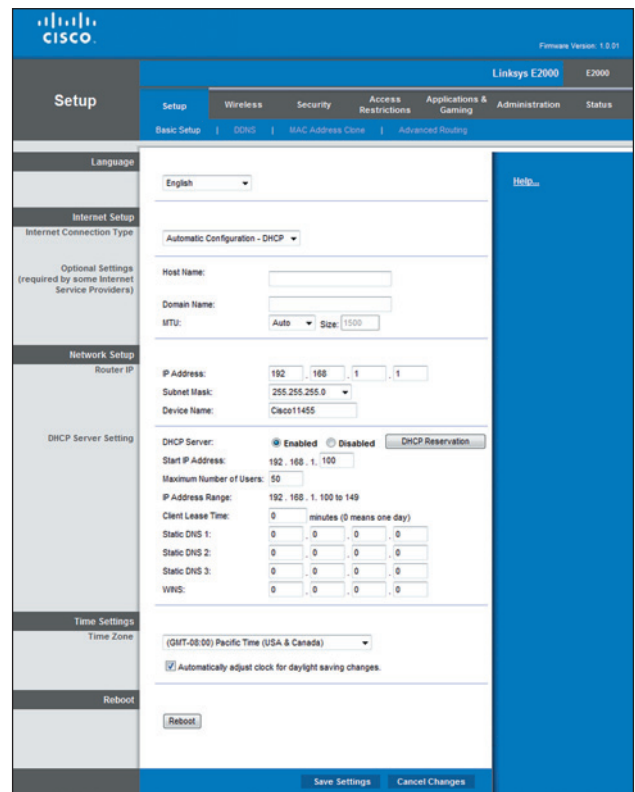 CISCO.
Firmware Version: 1.0.01
Linksys E2000 E2000
Setup
Setup Wireless Security Access Restrictions Applications & Gaming Administration Status
Basic Setup | DDNS | MAC Address Clone | Advanced Routing
Language
English
Help...
Internet Setup
Internet Connection Type
Automatic Configuration - DHCP
Optional Settings
(required by some Internet
Service Providers)
Host Name:
Domain Name:
MTU: Auto Size: 1500
Network Setup
Router IP
IP Address: 192 . 168 . 1 . 1
Subnet Mask: 255.255.255.0
Device Name: Cisco11455
DHCP Server Setting
DHCP Server: Enabled Disabled DHCP Reservation
Start IP Address: 192 . 168 . 1. 100
Maximum Number of Users: 50
IP Address Range: 192 . 168 . 1. 100 to 149
Client Lease Time: 0 minutes (0 means one day)
Static DNS 1: 0 . 0 . 0 . 0
Static DNS 2: 0 . 0 . 0 . 0
Static DNS 3: 0 . 0 . 0 . 0
WINS: 0 . 0 . 0 . 0
Time Settings
Time Zone
(GMT-08:00) Pacific Time (USA & Canada)
Automatically adjust clock for daylight saving changes.
Reboot
Reboot
Save Settings Cancel Changes